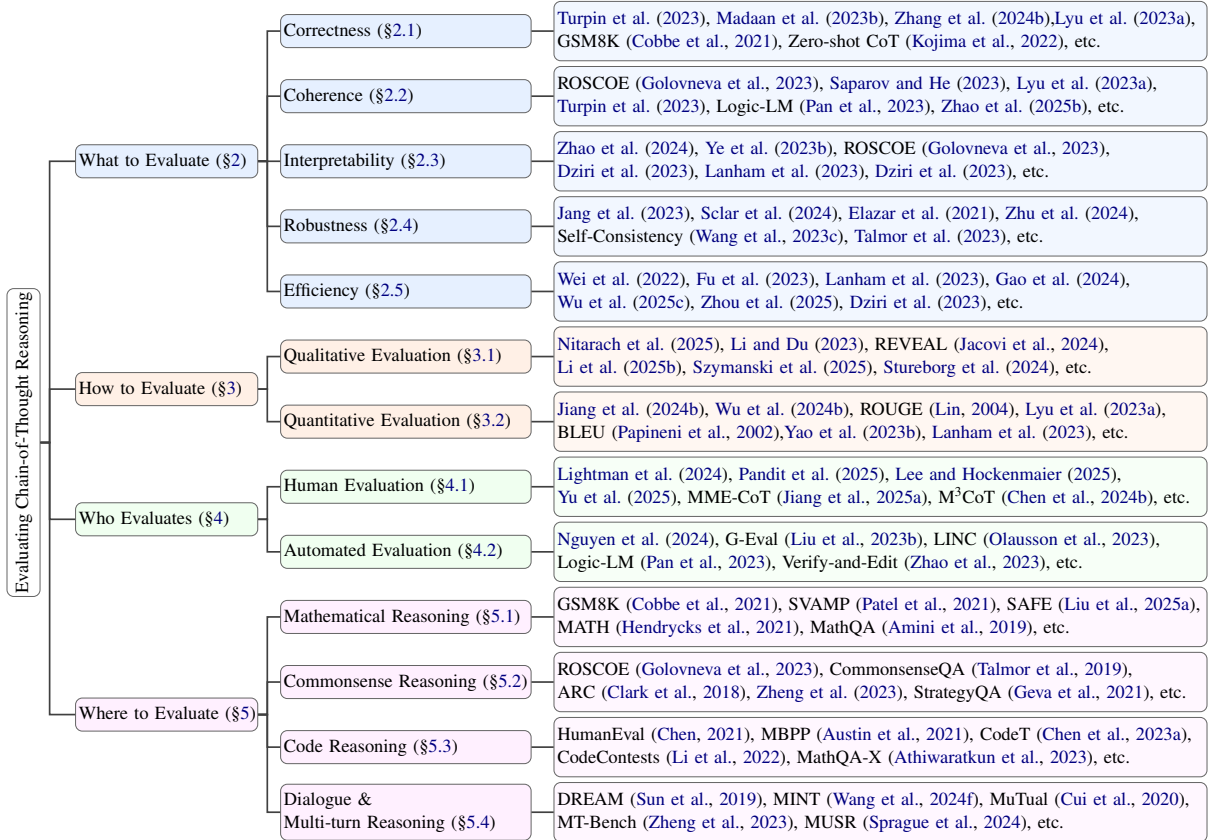 Evaluating Chain-of-Thought Reasoning
What to Evaluate (§2)
Correctness (§2.1)
Turpin et al. (2023), Madaan et al. (2023b), Zhang et al. (2024b),Lyu et al. (2023a),
GSM8K (Cobbe et al., 2021), Zero-shot CoT (Kojima et al., 2022), etc.
Coherence (§2.2)
ROSCOE (Golovneva et al., 2023), Saparov and He (2023), Lyu et al. (2023a),
Turpin et al. (2023), Logic-LM (Pan et al., 2023), Zhao et al. (2025b), etc.
Interpretability (§2.3)
Zhao et al. (2024), Ye et al. (2023b), ROSCOE (Golovneva et al., 2023),
Dziri et al. (2023), Lanham et al. (2023), Dziri et al. (2023), etc.
Robustness (§2.4)
Jang et al. (2023), Sclar et al. (2024), Elazar et al. (2021), Zhu et al. (2024),
Self-Consistency (Wang et al., 2023c), Talmor et al. (2023), etc.
Efficiency (§2.5)
Wei et al. (2022), Fu et al. (2023), Lanham et al. (2023), Gao et al. (2024),
Wu et al. (2025c), Zhou et al. (2025), Dziri et al. (2023), etc.
How to Evaluate (§3)
Qualitative Evaluation (§3.1)
Nitarach et al. (2025), Li and Du (2023), REVEAL (Jacovi et al., 2024),
Li et al. (2025b), Szymanski et al. (2025), Stureborg et al. (2024), etc.
Quantitative Evaluation (§3.2)
Jiang et al. (2024b), Wu et al. (2024b), ROUGE (Lin, 2004), Lyu et al. (2023a),
BLEU (Papineni et al., 2002),Yao et al. (2023b), Lanham et al. (2023), etc.
Who Evaluates (§4)
Human Evaluation (§4.1)
Lightman et al. (2024), Pandit et al. (2025), Lee and Hockenmaier (2025),
Yu et al. (2025), MME-CoT (Jiang et al., 2025a), M³CoT (Chen et al., 2024b), etc.
Automated Evaluation (§4.2)
Nguyen et al. (2024), G-Eval (Liu et al., 2023b), LINC (Olausson et al., 2023),
Logic-LM (Pan et al., 2023), Verify-and-Edit (Zhao et al., 2023), etc.
Where to Evaluate (§5)
Mathematical Reasoning (§5.1)
GSM8K (Cobbe et al., 2021), SVAMP (Patel et al., 2021), SAFE (Liu et al., 2025a),
MATH (Hendrycks et al., 2021), MathQA (Amini et al., 2019), etc.
Commonsense Reasoning (§5.2)
ROSCOE (Golovneva et al., 2023), CommonsenseQA (Talmor et al., 2019),
ARC (Clark et al., 2018), Zheng et al. (2023), StrategyQA (Geva et al., 2021), etc.
Code Reasoning (§5.3)
HumanEval (Chen, 2021), MBPP (Austin et al., 2021), CodeT (Chen et al., 2023a),
CodeContests (Li et al., 2022), MathQA-X (Athiwaratkun et al., 2023), etc.
Dialogue &
Multi-turn Reasoning (§5.4)
DREAM (Sun et al., 2019), MINT (Wang et al., 2024f), MuTual (Cui et al., 2020),
MT-Bench (Zheng et al., 2023), MUSR (Sprague et al., 2024), etc.